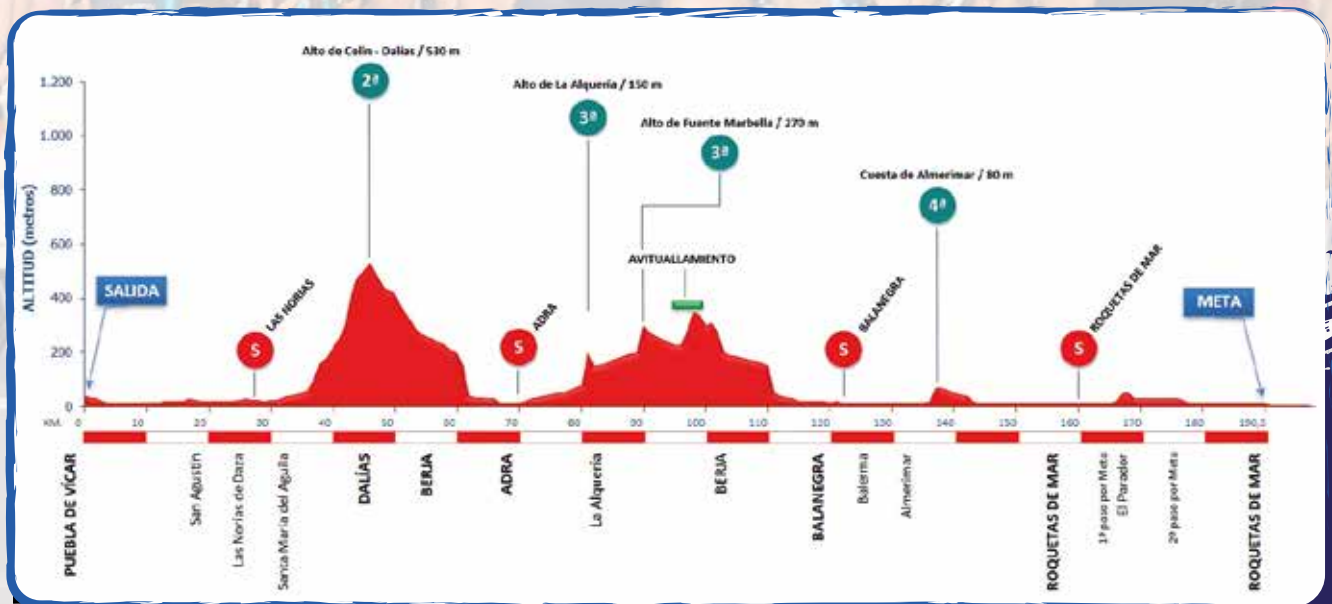 Alto de Celin - Dalías / 530 m
2ª
Alto de La Alquería / 150 m
3ª
Alto de Fuente Marbella / 270 m
3ª
Cuesta de Almerimar / 80 m
4ª
ALTITUD (metros)
1.200
1.000
800
600
400
200
0
SALIDA
S
LAS NORIAS
S
ADRA
AVITUALLAMIENTO
S
BALANEGRA
S
ROQUETAS DE MAR
META
KM. 0 10 20 30 40 50 60 70 80 90 100 110 120 130 140 150 160 170 180 190,3
PUEBLA DE VÍCAR
San Agustín
Las Norias de Daza
Santa María del Aguila
DALÍAS
BERJA
ADRA
La Alquería
BERJA
BALANEGRA
Balerma
Almerimar
ROQUETAS DE MAR
1º paso por Meta
El Parador
2º paso por Meta
ROQUETAS DE MAR